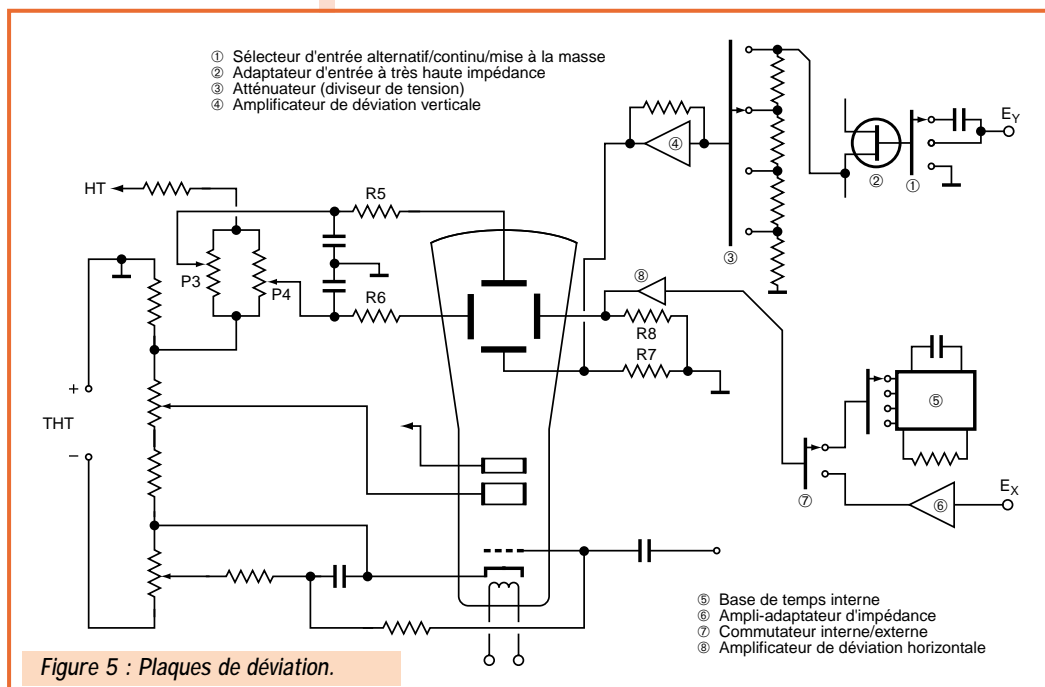 ① Sélecteur d'entrée alternatif/continu/mise à la masse
② Adaptateur d'entrée à très haute impédance
③ Atténuateur (diviseur de tension)
④ Amplificateur de déviation verticale
EY
④
②
①
HT
R5
③
P3
P4
⑧
R6
R8
R7
+
THT
−
⑤
⑦
EX
⑥
⑤ Base de temps interne
⑥ Ampli-adaptateur d'impédance
⑦ Commutateur interne/externe
⑧ Amplificateur de déviation horizontale
Figure 5 : Plaques de déviation.